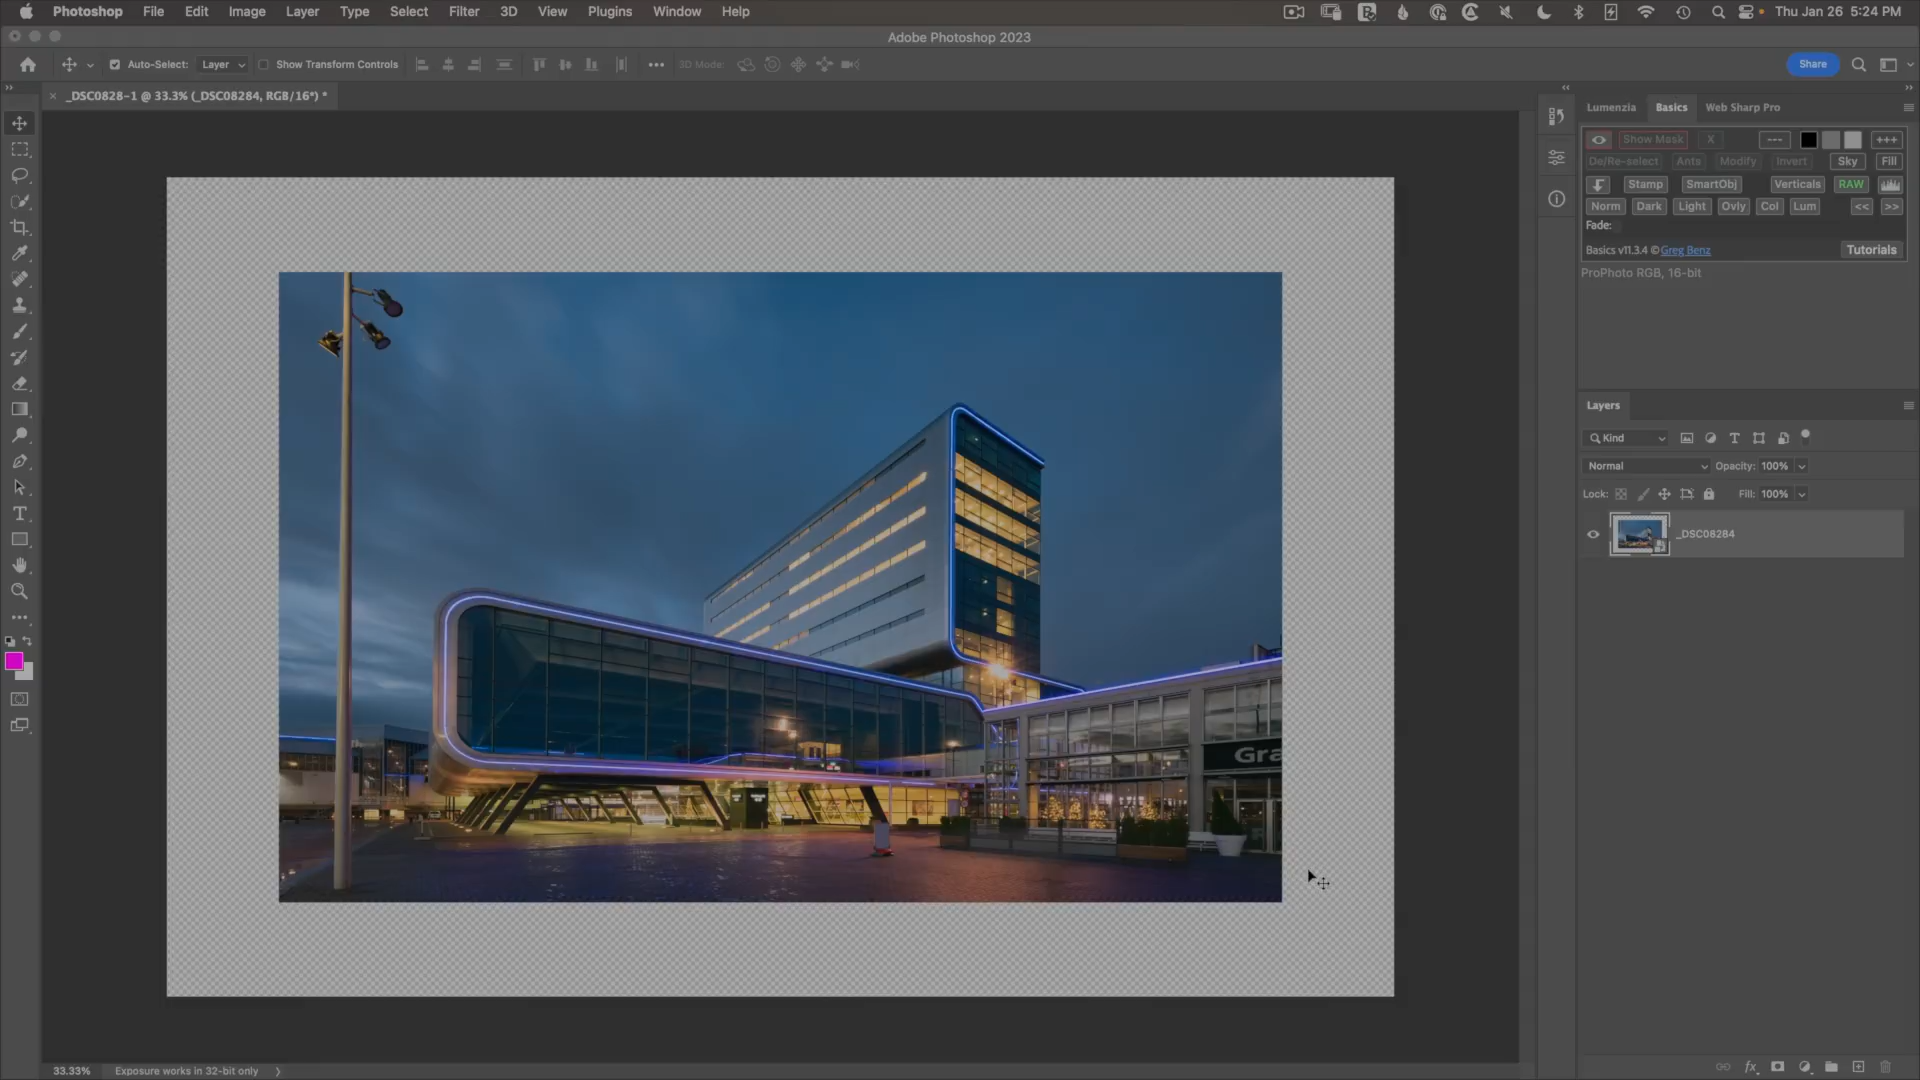 Photoshop File Edit Image Layer Type Select Filter 3D View Plugins Window Help Thu Jan 26 5:24 PM
Adobe Photoshop 2023
Auto-Select: Layer Show Transform Controls 3D Mode: Share
× _DSC0828-1 @ 33.3% (_DSC08284, RGB/16*) *
Lumenzia Basics Web Sharp Pro
Show Mask X --- +++
De/Re-select Ants Modify Invert Sky Fill
Stamp SmartObj Verticals RAW
Norm Dark Light Ovly Col Lum << >>
Fade:
Basics v11.3.4 © Greg Benz Tutorials
ProPhoto RGB, 16-bit
Layers
Kind
Normal Opacity: 100%
Lock: Fill: 100%
_DSC08284
Gra
33.33% Exposure works in 32-bit only